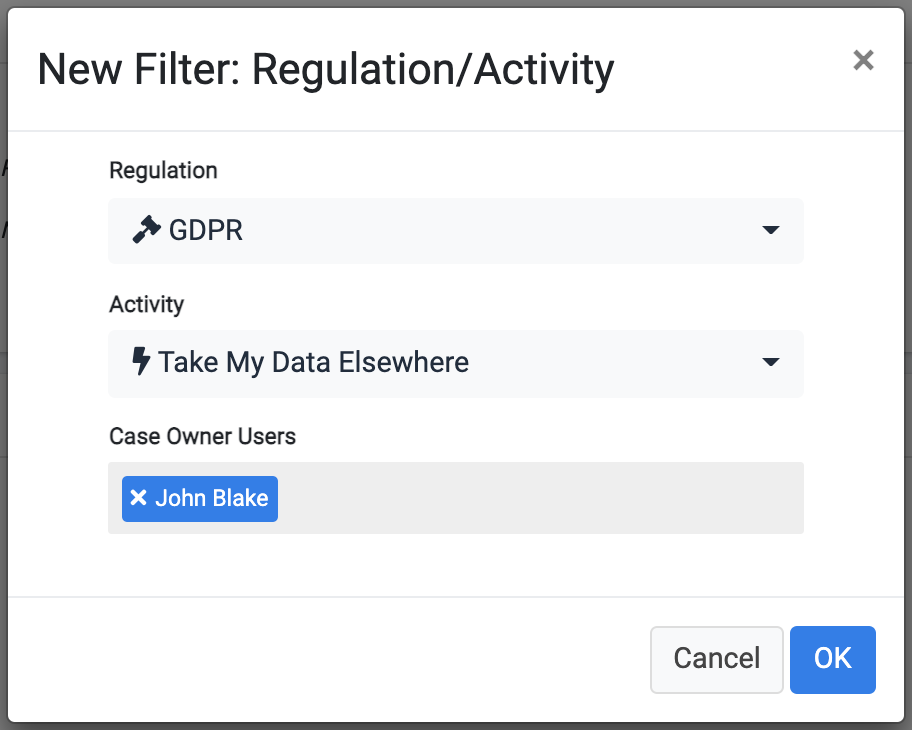 New Filter: Regulation/Activity
Regulation
GDPR
Activity
Take My Data Elsewhere
Case Owner Users
John Blake
Cancel
OK